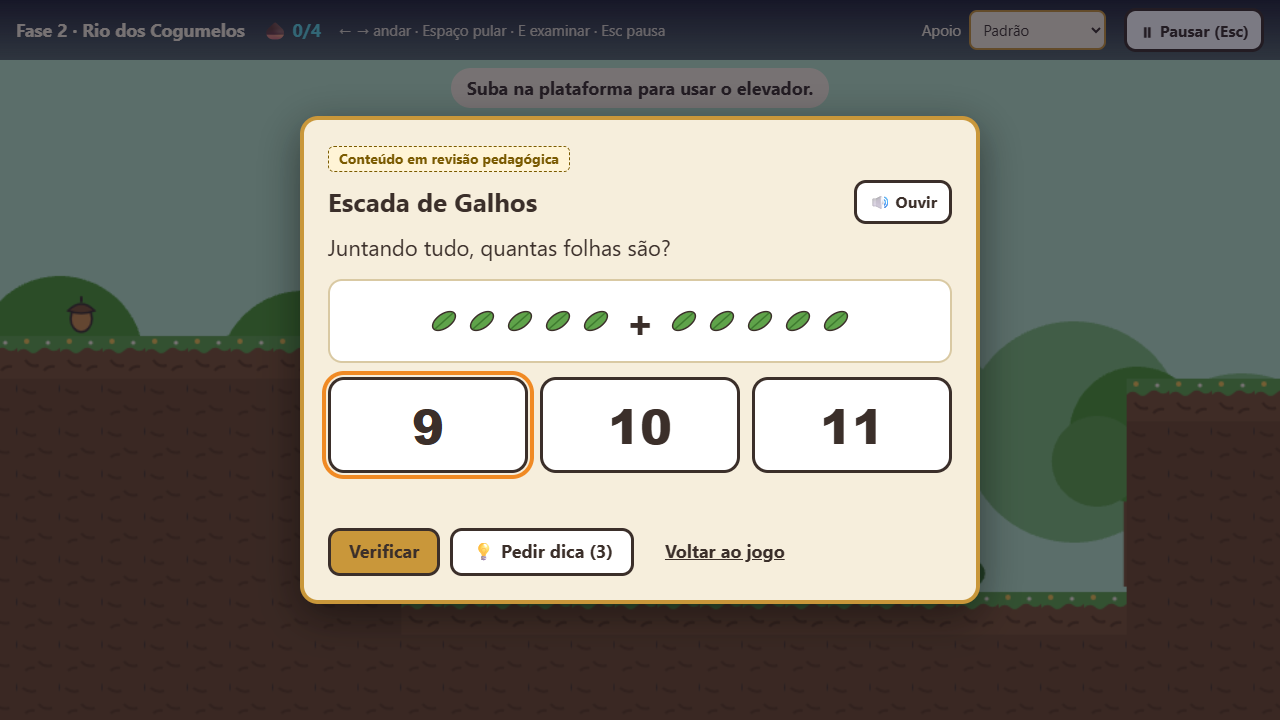 Fase 2 · Rio dos Cogumelos
0/4
←→ andar · Espaço pular · E examinar · Esc pausa
Apoio
Padrão
Pausar (Esc)
Suba na plataforma para usar o elevador.
Conteúdo em revisão pedagógica
Escada de Galhos
Ouvir
Juntando tudo, quantas folhas são?
+
9
10
11
Verificar
Pedir dica (3)
Voltar ao jogo